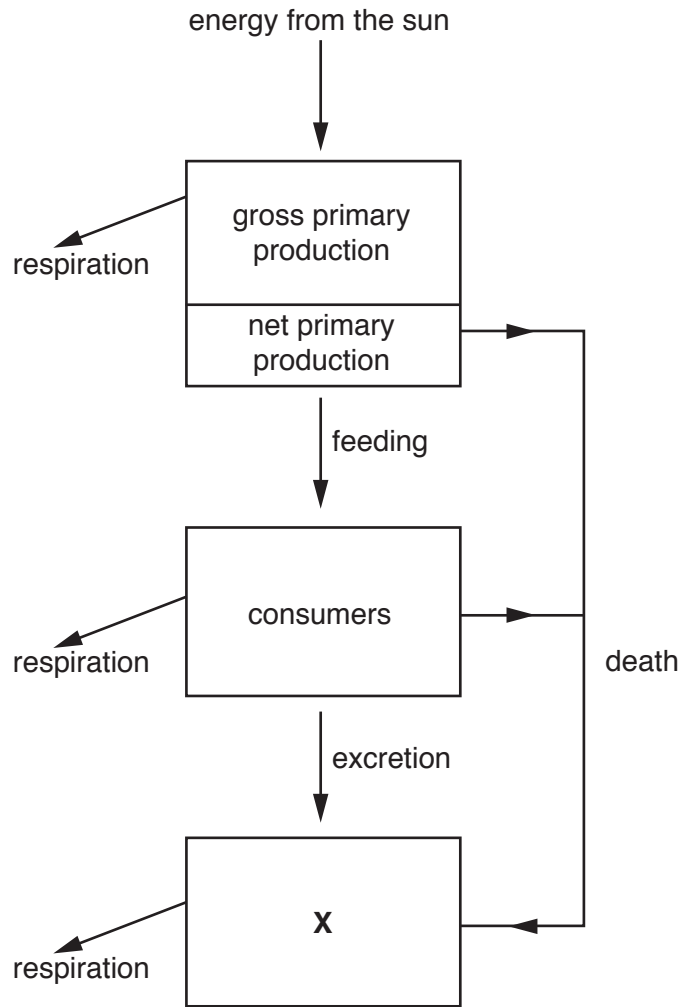 energy from the sun
gross primary
production
respiration
net primary
production
feeding
consumers
respiration
death
excretion
X
respiration